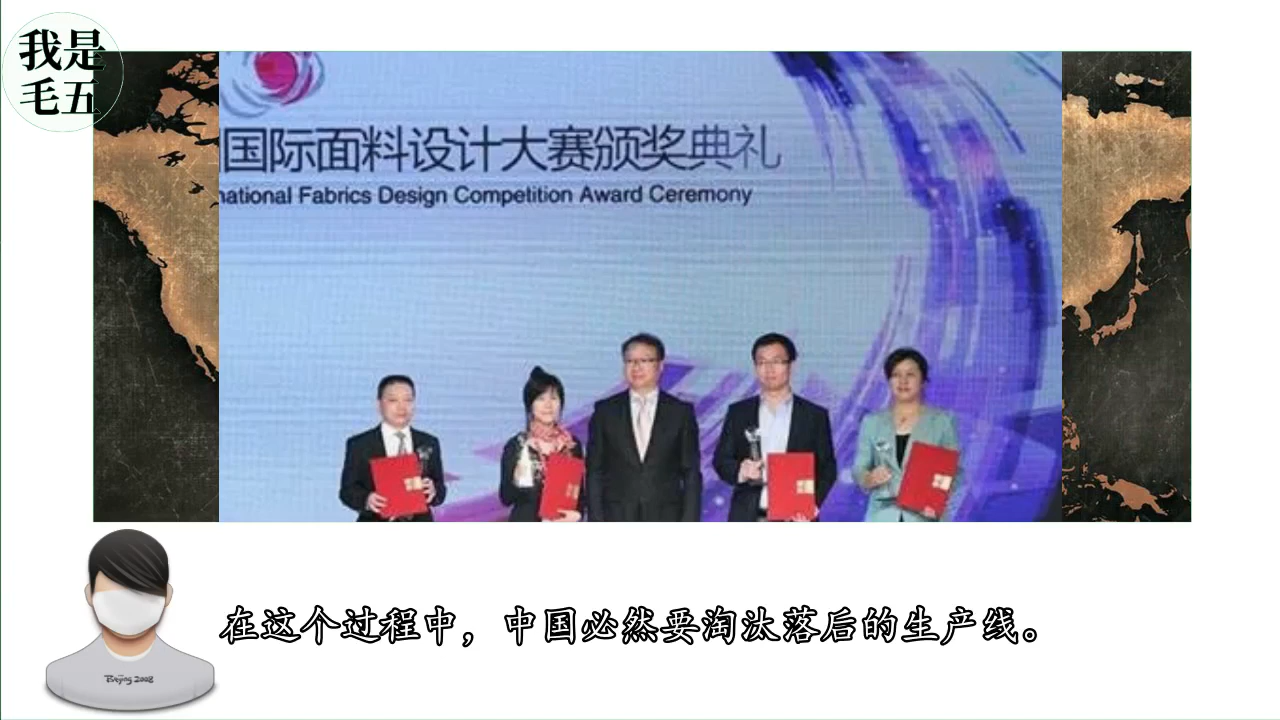 我是
毛五
国际面料设计大赛颁奖典礼
national Fabrics Design Competition Award Ceremony
Beijing 2008
在这个过程中，中国必然要淘汰落后的生产线。